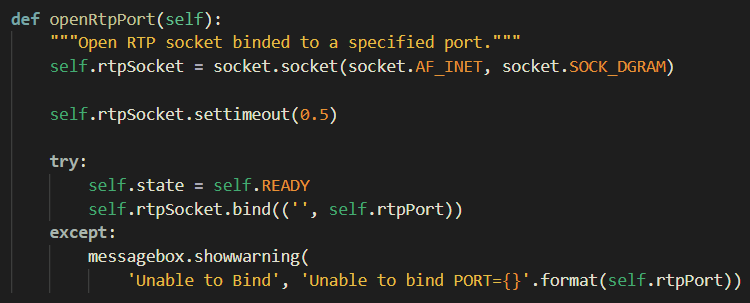 def openRtpPort(self):
    """Open RTP socket binded to a specified port."""
    self.rtpSocket = socket.socket(socket.AF_INET, socket.SOCK_DGRAM)

    self.rtpSocket.settimeout(0.5)

    try:
        self.state = self.READY
        self.rtpSocket.bind(('', self.rtpPort))
    except:
        messagebox.showwarning(
            'Unable to Bind', 'Unable to bind PORT={}'.format(self.rtpPort))